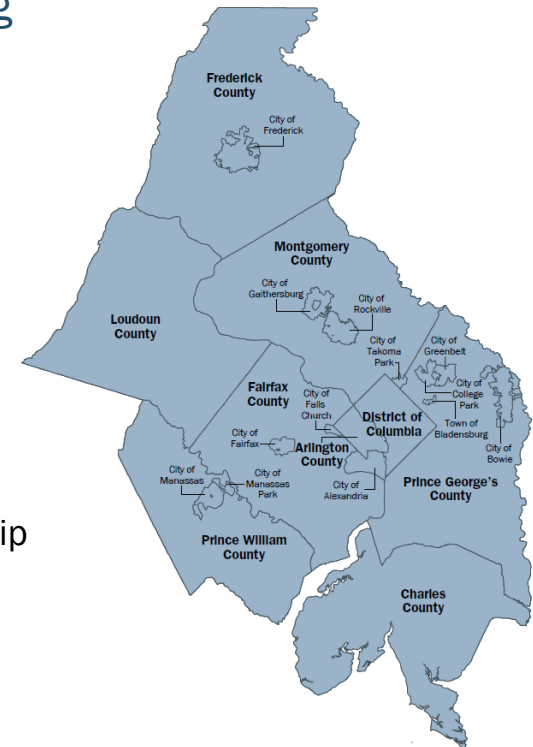 g
Frederick
County
City of
Frederick
Montgomery
County
City of
Gaithersburg
City of
Rockville
Loudoun
County
City of
Takoma
Park
City of
Greenbelt
City of
College
Park
Fairfax
County
City of
Falls
Church
District of
Columbia
Town of
Bladensburg
City of
Fairfax
Arlington
County
City of
Bowie
City of
Manassas
City of
Manassas
Park
City of
Alexandria
Prince George's
County
ip
Prince William
County
Charles
County